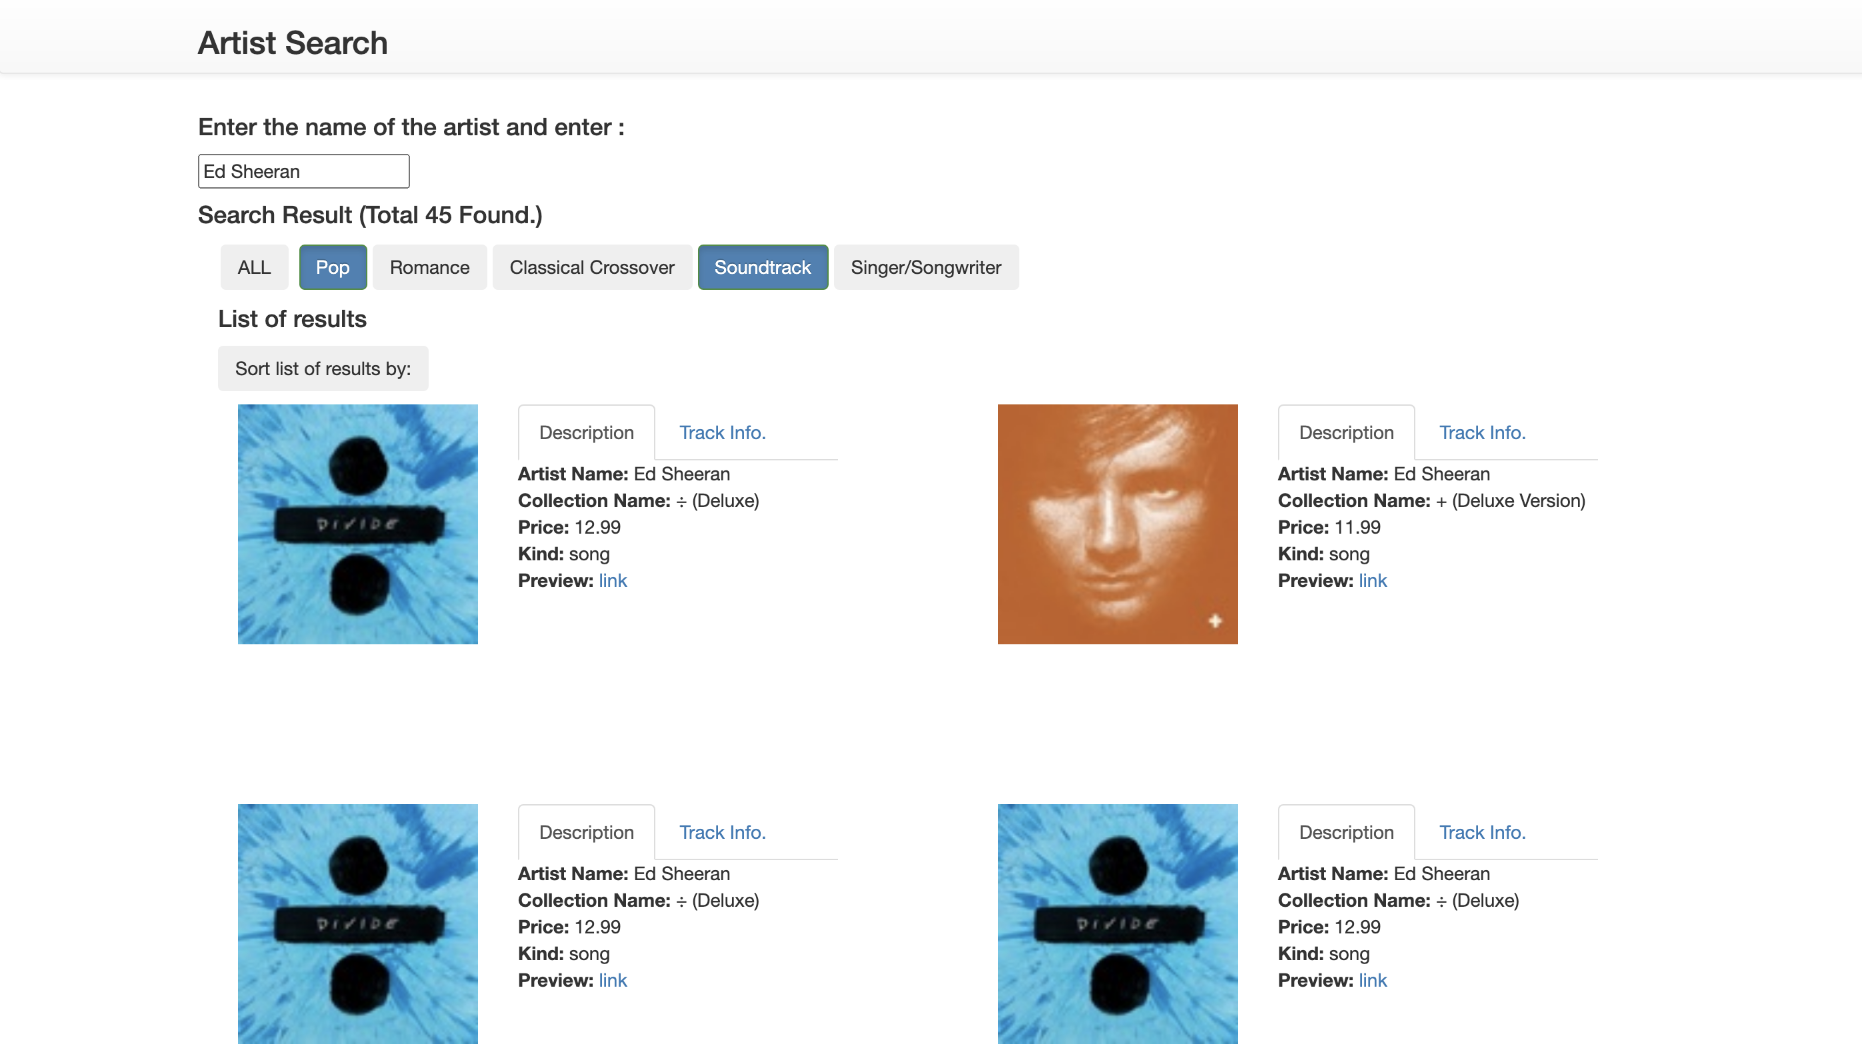 Artist Search
Enter the name of the artist and enter :
Ed Sheeran
Search Result (Total 45 Found.)
ALL Pop Romance Classical Crossover Soundtrack Singer/Songwriter
List of results
Sort list of results by:
DIVIDE
Description Track Info.
Artist Name: Ed Sheeran
Collection Name: ÷ (Deluxe)
Price: 12.99
Kind: song
Preview: link
+
Description Track Info.
Artist Name: Ed Sheeran
Collection Name: + (Deluxe Version)
Price: 11.99
Kind: song
Preview: link
DIVIDE
Description Track Info.
Artist Name: Ed Sheeran
Collection Name: ÷ (Deluxe)
Price: 12.99
Kind: song
Preview: link
DIVIDE
Description Track Info.
Artist Name: Ed Sheeran
Collection Name: ÷ (Deluxe)
Price: 12.99
Kind: song
Preview: link